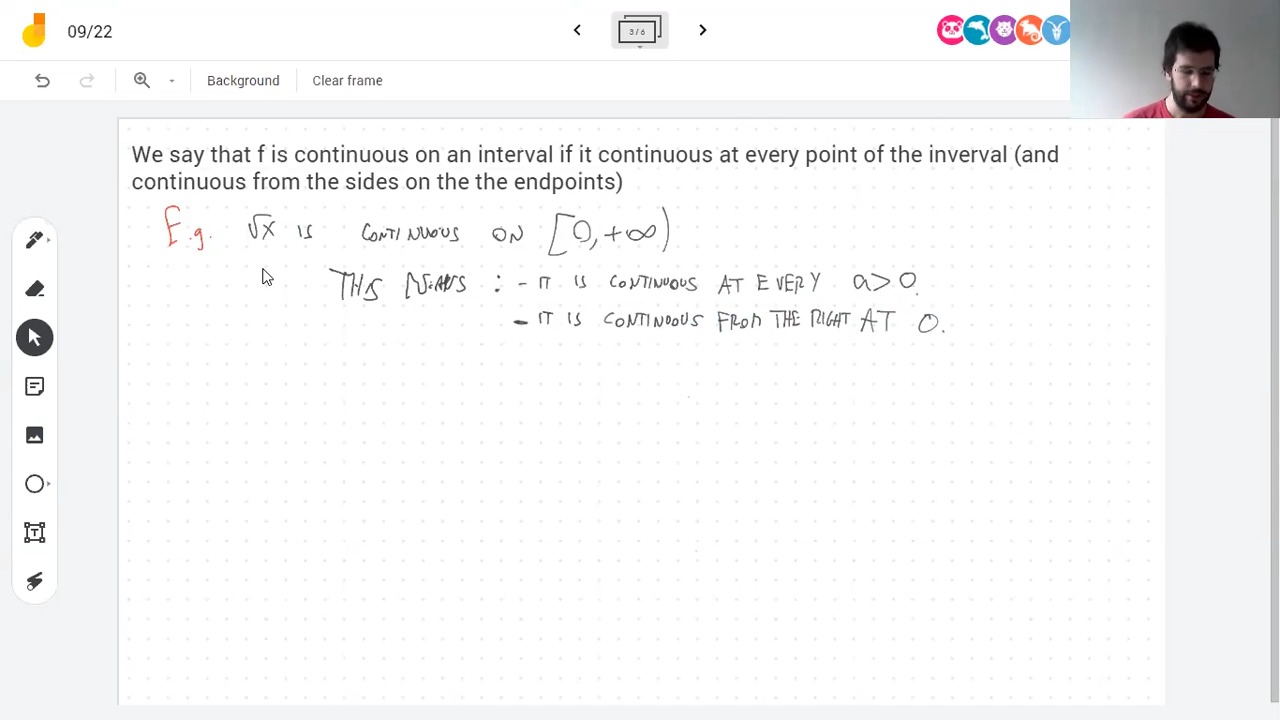 09/22
3/6
Background
Clear frame
We say that f is continuous on an interval if it continuous at every point of the inverval (and
continuous from the sides on the the endpoints)
E.g. √x IS CONTINUOUS ON [0, +∞)
THIS MEANS : - IT IS CONTINUOUS AT EVERY a > 0.
- IT IS CONTINUOUS FROM THE RIGHT AT 0.